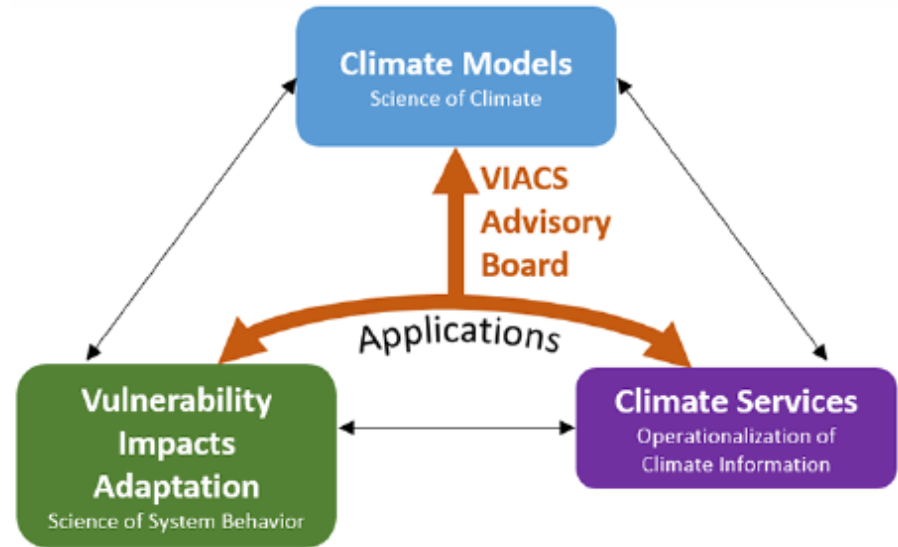 Climate Models
Science of Climate
VIACS
Advisory
Board
Applications
Vulnerability
Impacts
Adaptation
Science of System Behavior
Climate Services
Operationalization of
Climate Information